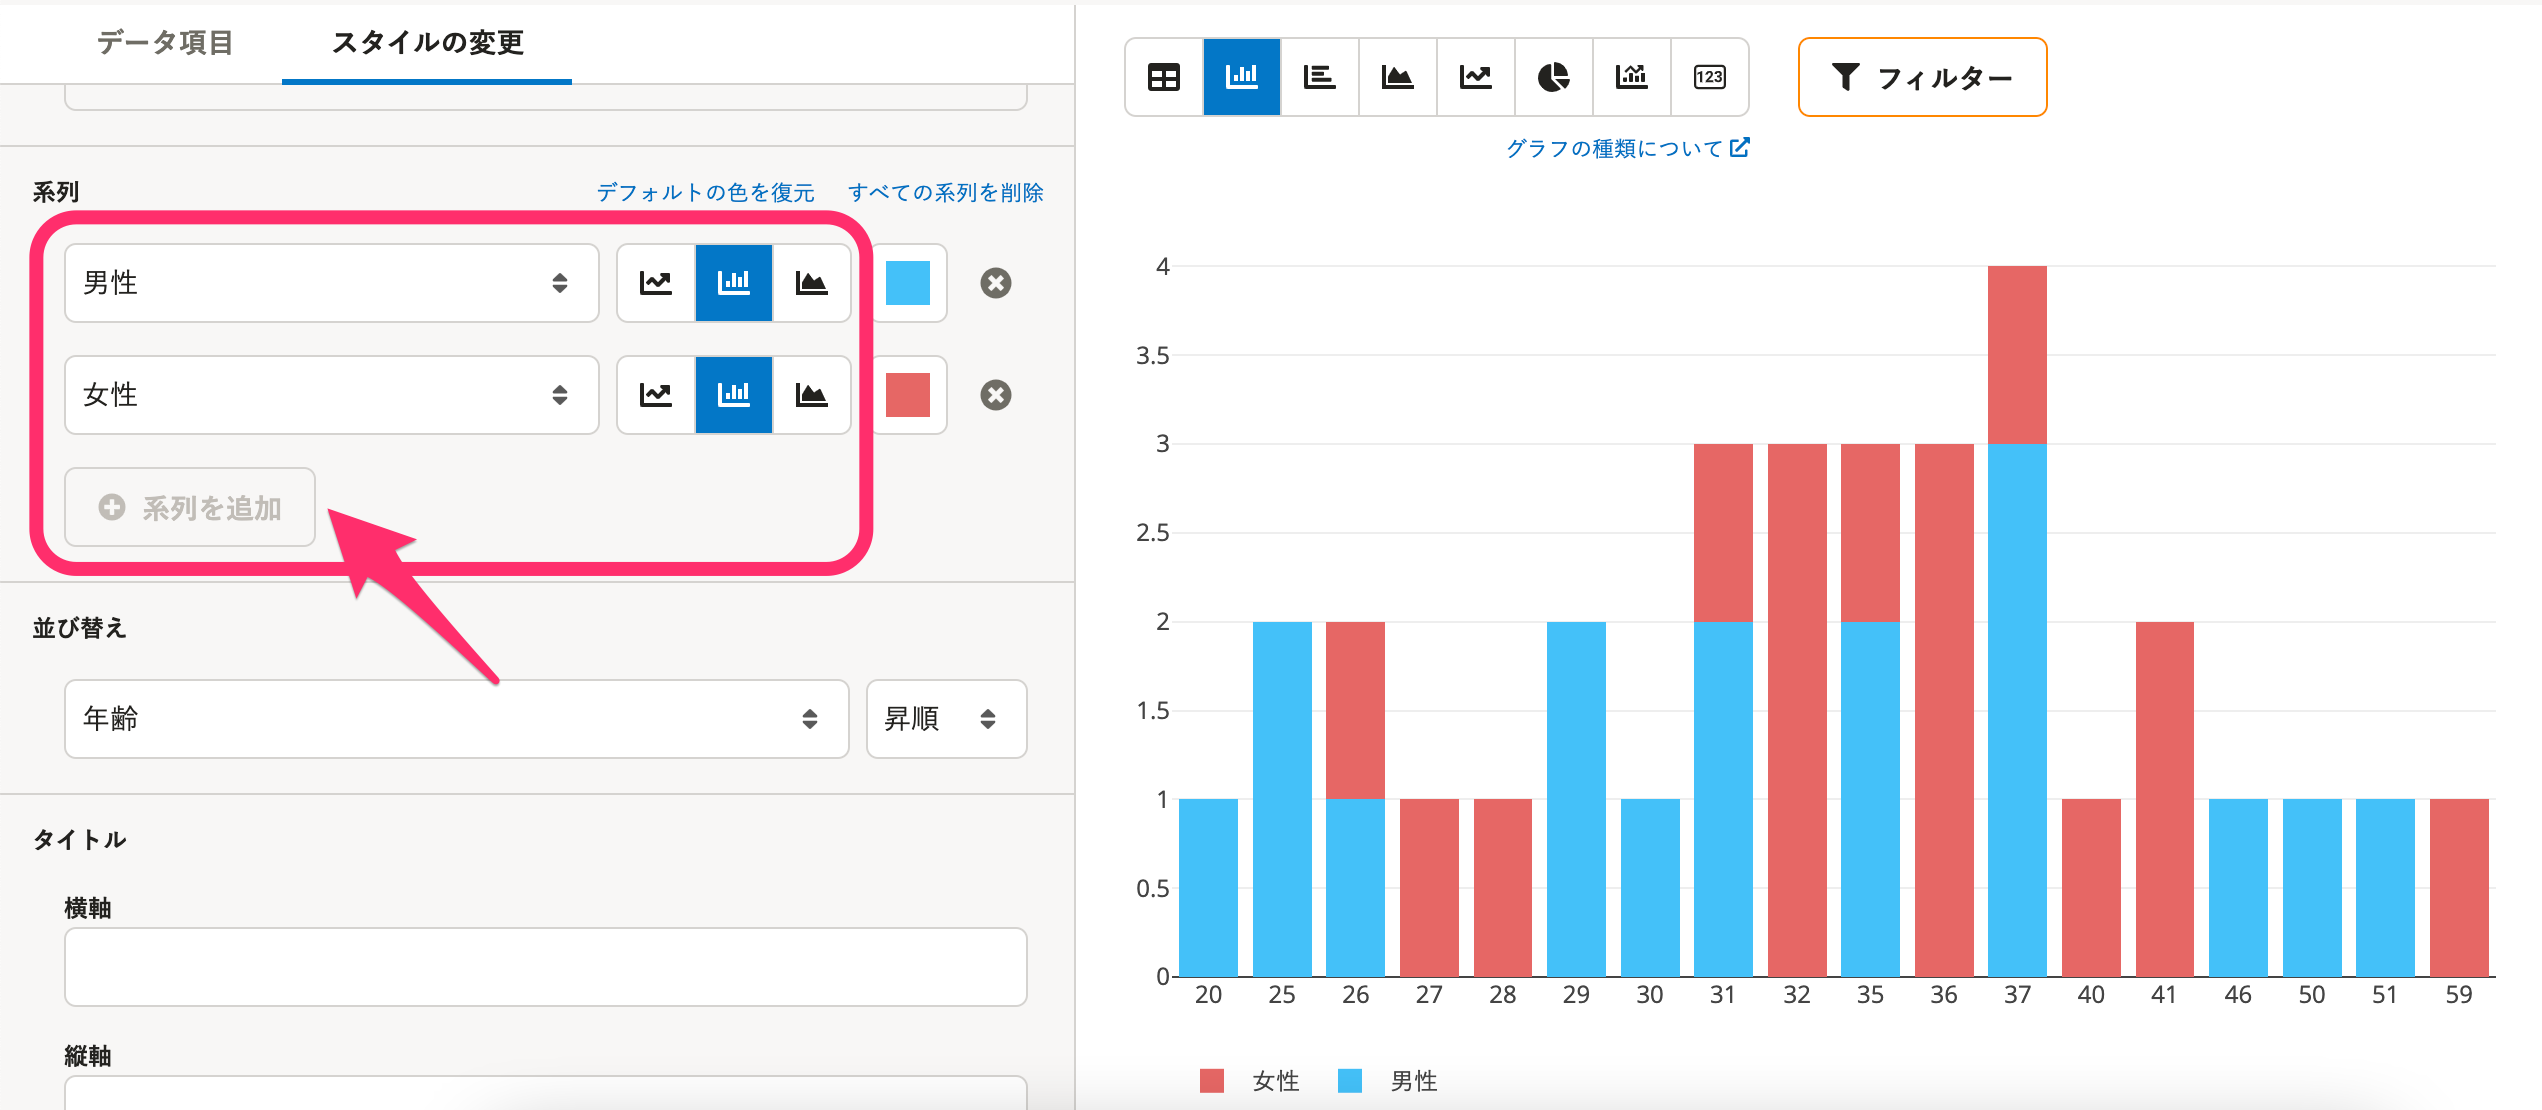 データ項目
スタイルの変更
系列
デフォルトの色を復元
すべての系列を削除
男性
女性
系列を追加
並び替え
年齢
昇順
タイトル
横軸
縦軸
123
フィルター
グラフの種類について
4
3.5
3
2.5
2
1.5
1
0.5
0
20 25 26 27 28 29 30 31 32 35 36 37 40 41 46 50 51 59
女性 男性